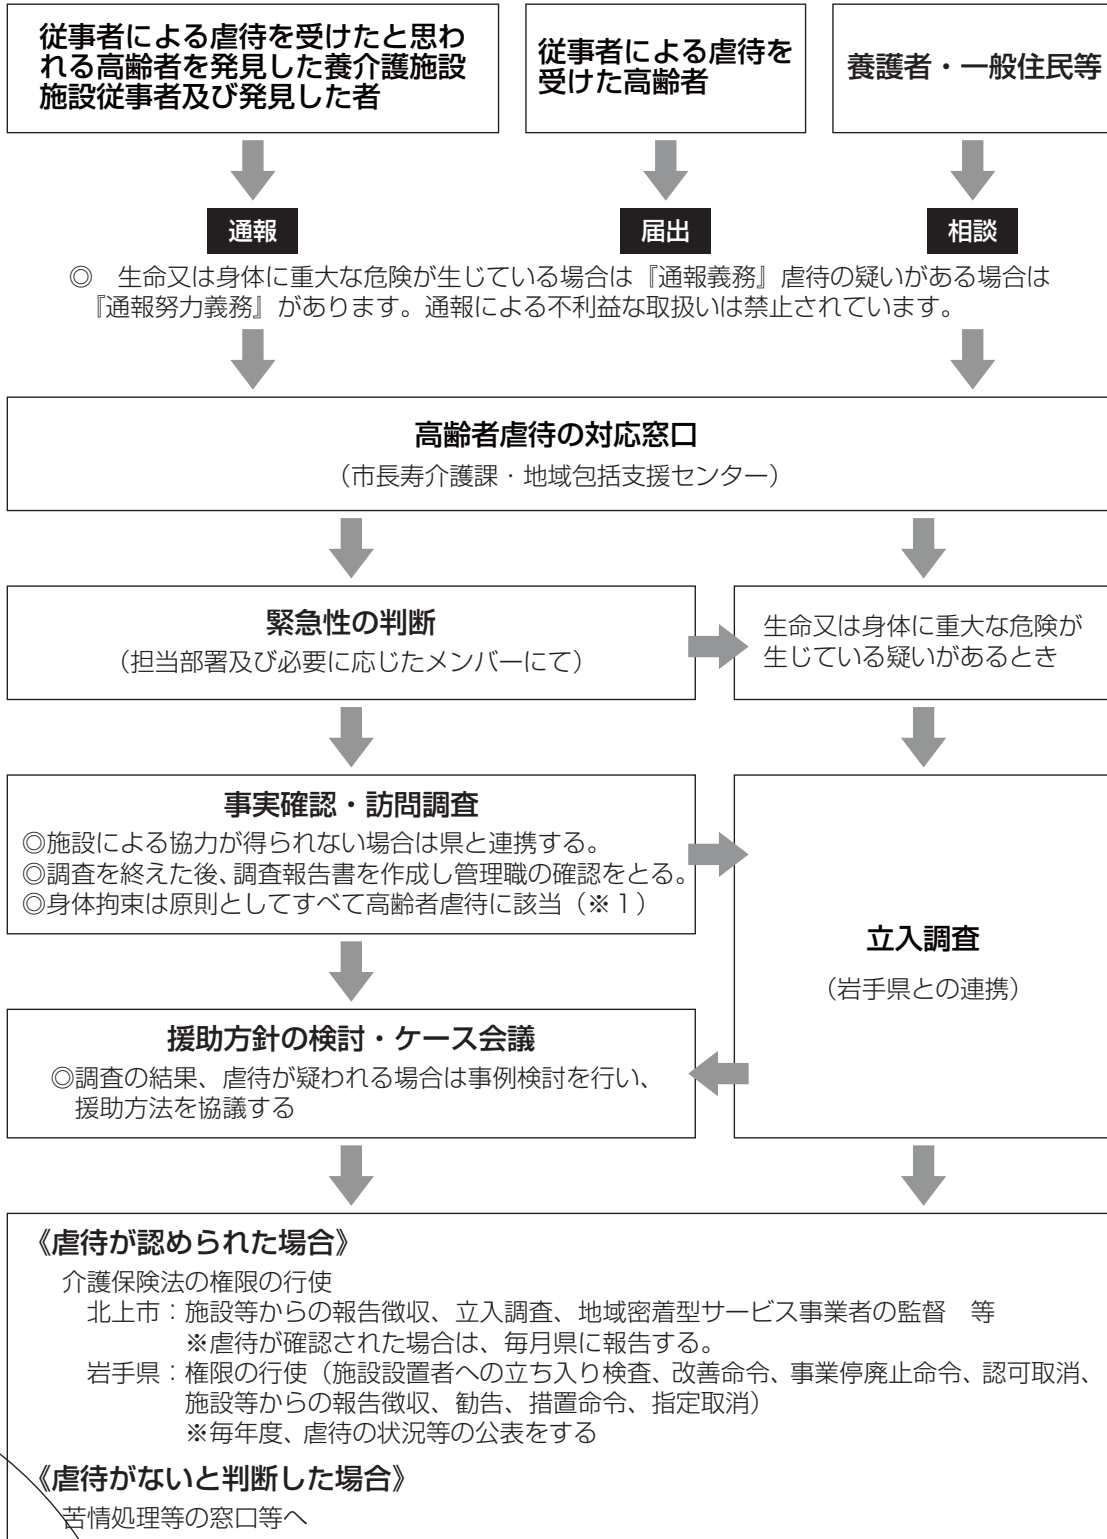 従事者による虐待を受けたと思わ
れる高齢者を発見した養介護施設
施設従事者及び発見した者
従事者による虐待を
受けた高齢者
養護者・一般住民等
通報
届出
相談
◎　生命又は身体に重大な危険が生じている場合は『通報義務』虐待の疑いがある場合は
『通報努力義務』があります。通報による不利益な取扱いは禁止されています。
高齢者虐待の対応窓口
（市長寿介護課・地域包括支援センター）
緊急性の判断
（担当部署及び必要に応じたメンバーにて）
生命又は身体に重大な危険が
生じている疑いがあるとき
事実確認・訪問調査
◎施設による協力が得られない場合は県と連携する。
◎調査を終えた後、調査報告書を作成し管理職の確認をとる。
◎身体拘束は原則としてすべて高齢者虐待に該当（※１）
立入調査
（岩手県との連携）
援助方針の検討・ケース会議
◎調査の結果、虐待が疑われる場合は事例検討を行い、
援助方法を協議する
《虐待が認められた場合》
介護保険法の権限の行使
北上市：施設等からの報告徴収、立入調査、地域密着型サービス事業者の監督　等
※虐待が確認された場合は、毎月県に報告する。
岩手県：権限の行使（施設設置者への立ち入り検査、改善命令、事業停廃止命令、認可取消、
施設等からの報告徴収、勧告、措置命令、指定取消）
※毎年度、虐待の状況等の公表をする
《虐待がないと判断した場合》
苦情処理等の窓口等へ